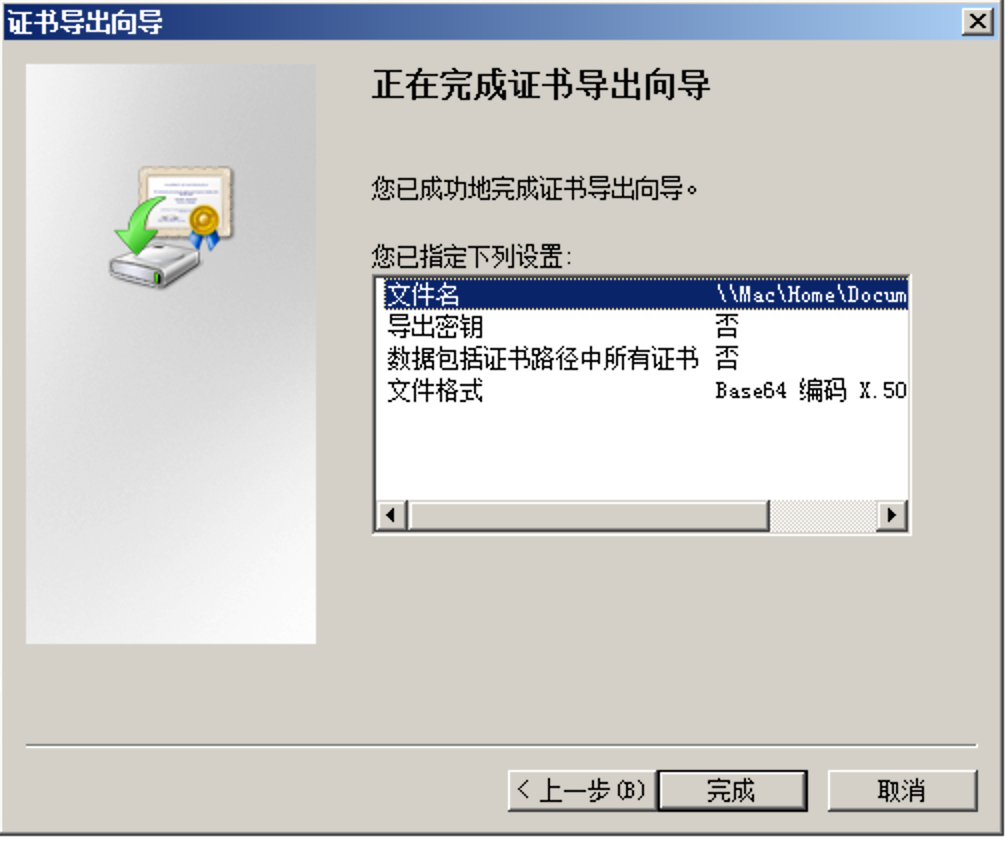 证书导出向导
正在完成证书导出向导
您已成功地完成证书导出向导。
您已指定下列设置:
文件名 \\Mac\Home\Docum
导出密钥 否
数据包括证书路径中所有证书 否
文件格式 Base64 编码 X.50
< 上一步(B) 完成 取消